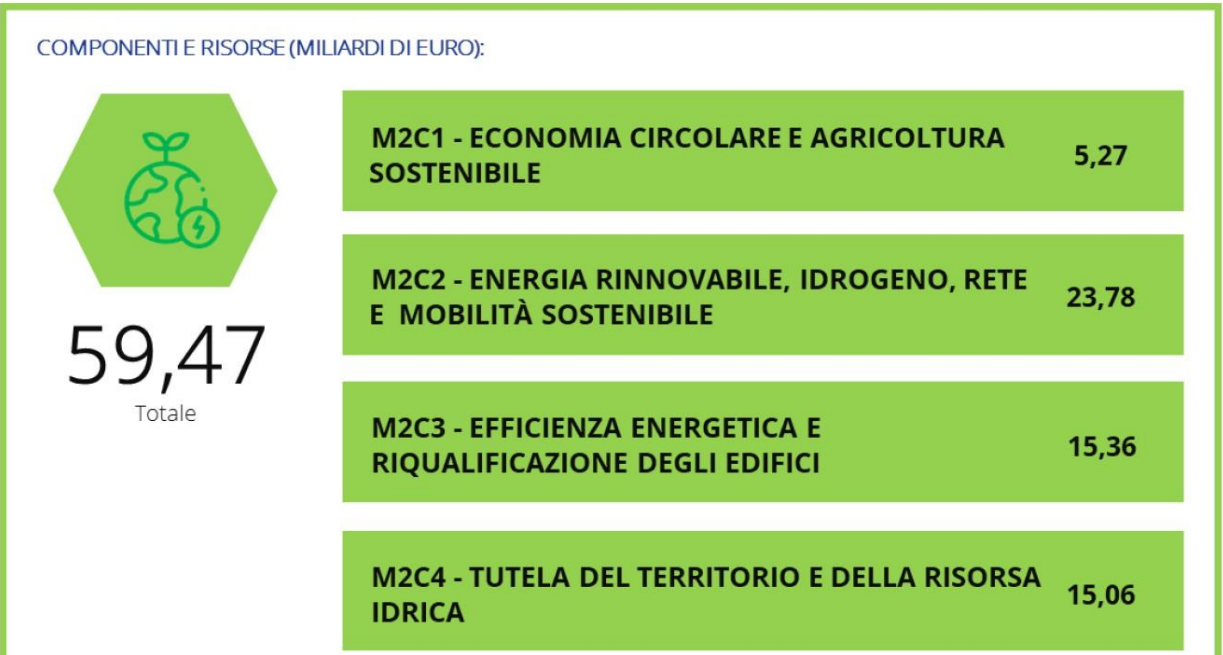 COMPONENTI E RISORSE (MILIARDI DI EURO):
59,47
Totale
M2C1 - ECONOMIA CIRCOLARE E AGRICOLTURA
SOSTENIBILE
5,27
M2C2 - ENERGIA RINNOVABILE, IDROGENO, RETE
E MOBILITÀ SOSTENIBILE
23,78
M2C3 - EFFICIENZA ENERGETICA E
RIQUALIFICAZIONE DEGLI EDIFICI
15,36
M2C4 - TUTELA DEL TERRITORIO E DELLA RISORSA
IDRICA
15,06